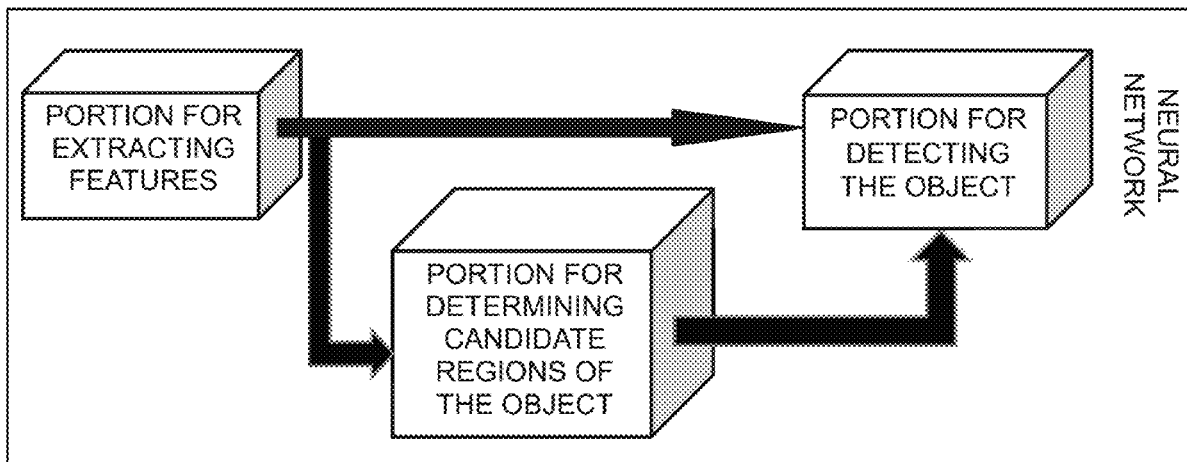 PORTION FOR
EXTRACTING
FEATURES
PORTION FOR
DETERMINING
CANDIDATE
REGIONS OF
THE OBJECT
PORTION FOR
DETECTING
THE OBJECT
NEURAL
NETWORK